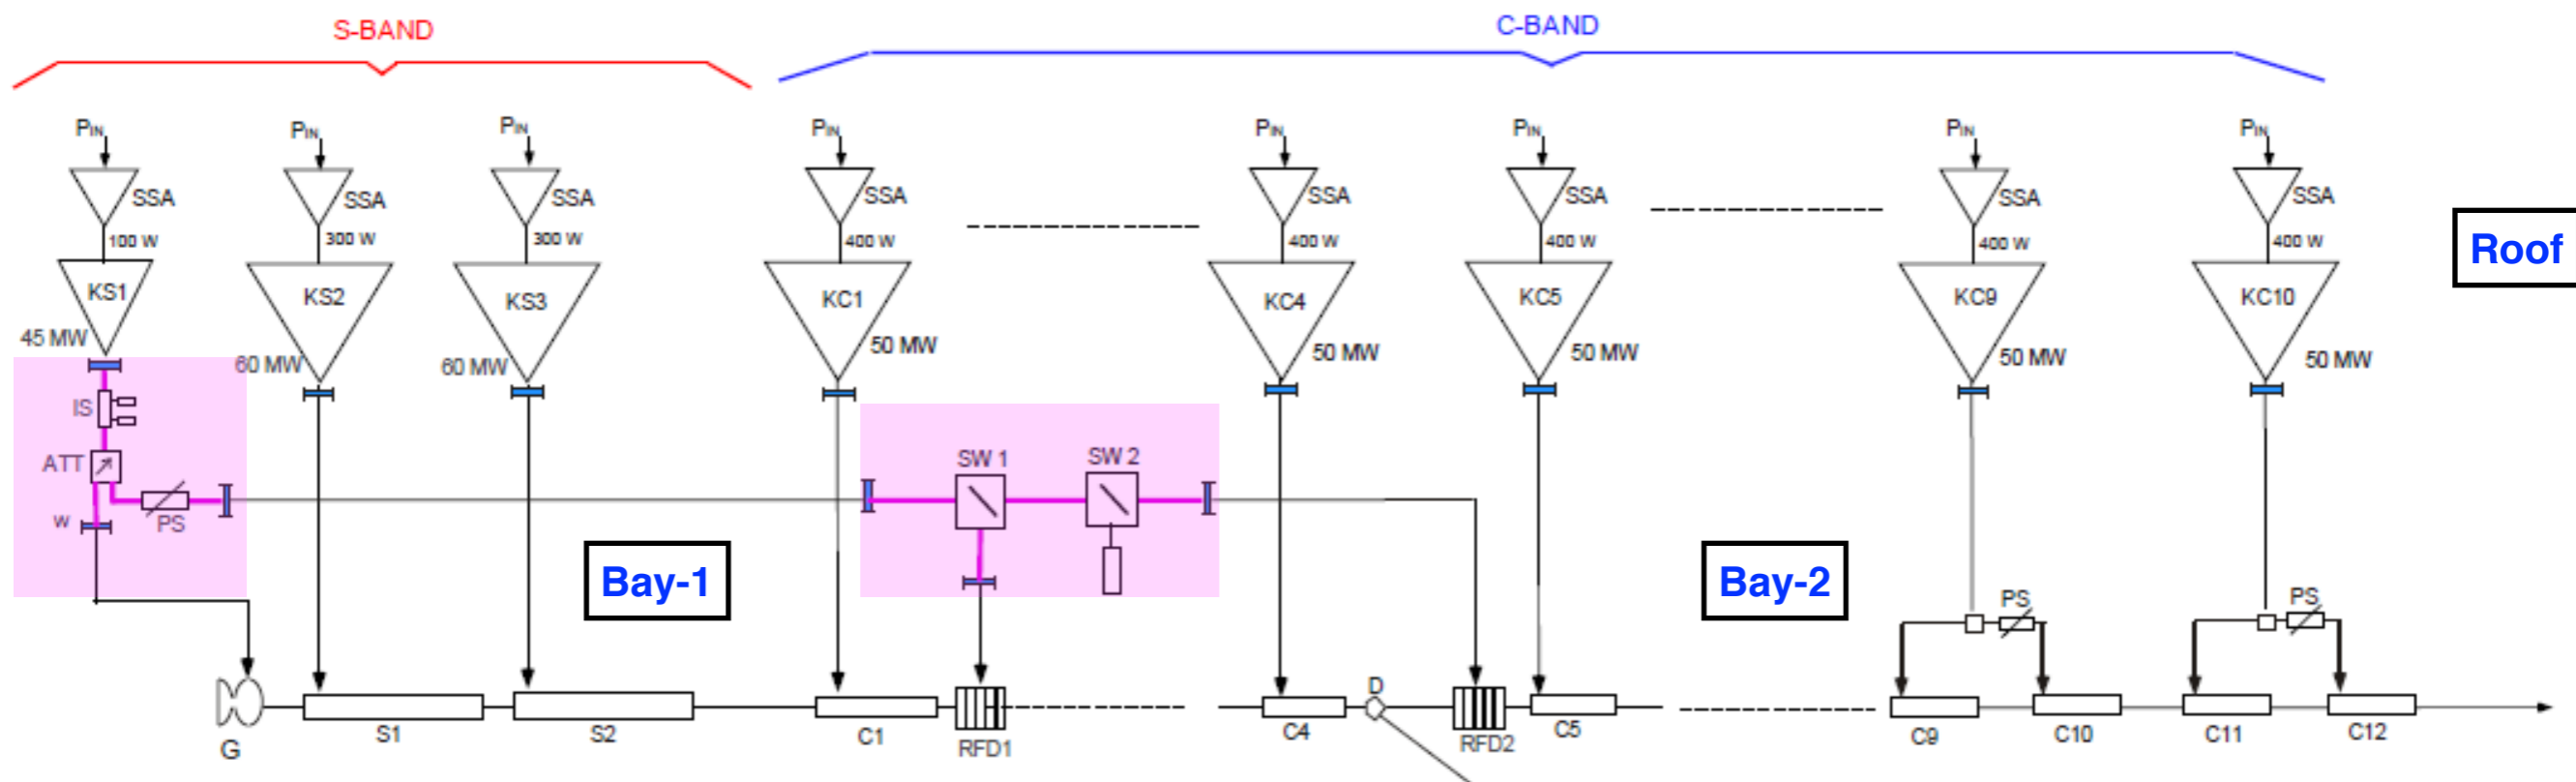 S-BAND
C-BAND
PIN PIN PIN PIN PIN PIN PIN PIN
SSA SSA SSA SSA SSA SSA SSA SSA
100 W 300 W 300 W 400 W 400 W 400 W 400 W 400 W
Roof
KS1 KS2 KS3 KC1 KC4 KC5 KC9 KC10
45 MW 60 MW 60 MW 50 MW 50 MW 50 MW 50 MW 50 MW
IS
ATT SW 1 SW 2
W PS
Bay-1 Bay-2
PS PS
D
G S1 S2 C1 RFD1 C4 RFD2 C5 C9 C10 C11 C12